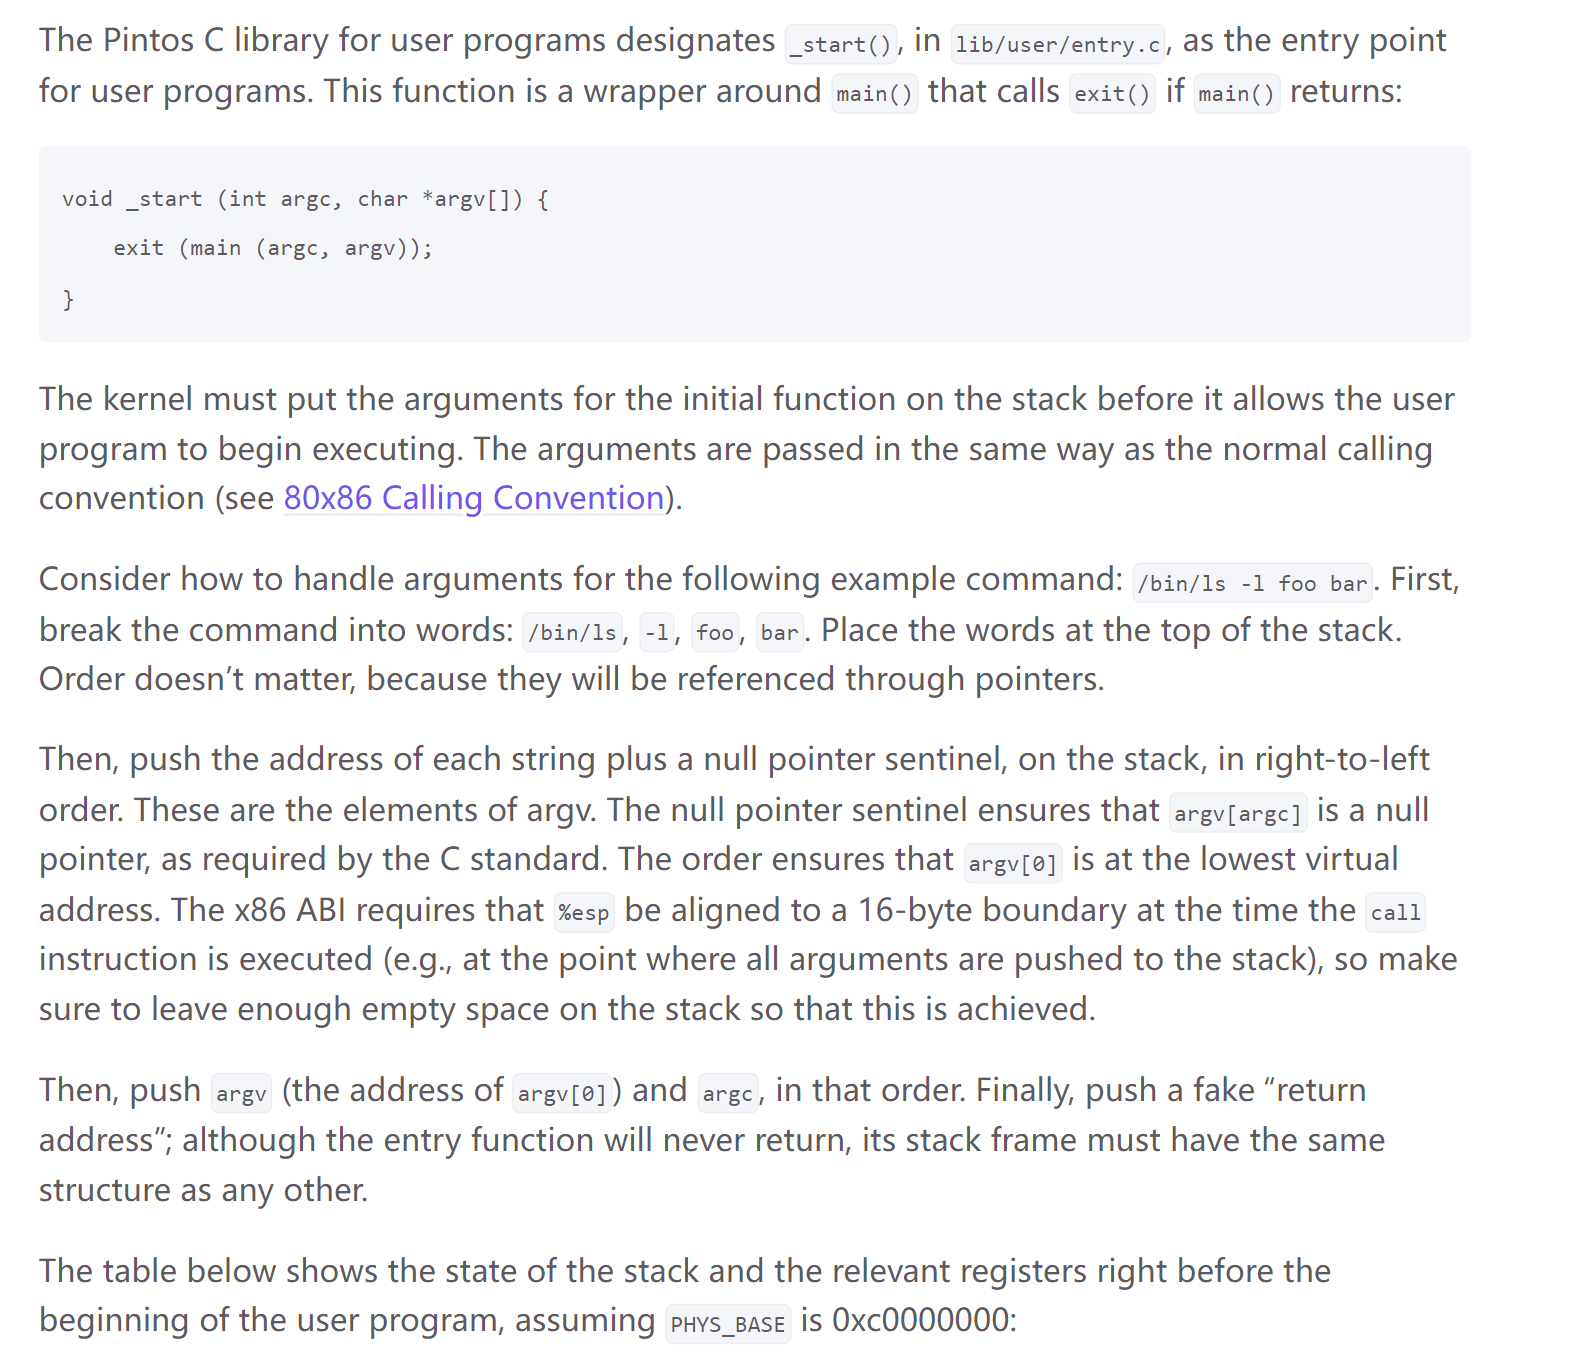 The Pintos C library for user programs designates _start(), in lib/user/entry.c, as the entry point
for user programs. This function is a wrapper around main() that calls exit() if main() returns:
void _start (int argc, char *argv[]) {
    exit (main (argc, argv));
}
The kernel must put the arguments for the initial function on the stack before it allows the user
program to begin executing. The arguments are passed in the same way as the normal calling
convention (see 80x86 Calling Convention).
Consider how to handle arguments for the following example command: /bin/ls -l foo bar. First,
break the command into words: /bin/ls, -l, foo, bar. Place the words at the top of the stack.
Order doesn’t matter, because they will be referenced through pointers.
Then, push the address of each string plus a null pointer sentinel, on the stack, in right-to-left
order. These are the elements of argv. The null pointer sentinel ensures that argv[argc] is a null
pointer, as required by the C standard. The order ensures that argv[0] is at the lowest virtual
address. The x86 ABI requires that %esp be aligned to a 16-byte boundary at the time the call
instruction is executed (e.g., at the point where all arguments are pushed to the stack), so make
sure to leave enough empty space on the stack so that this is achieved.
Then, push argv (the address of argv[0]) and argc, in that order. Finally, push a fake “return
address”; although the entry function will never return, its stack frame must have the same
structure as any other.
The table below shows the state of the stack and the relevant registers right before the
beginning of the user program, assuming PHYS_BASE is 0xc0000000: